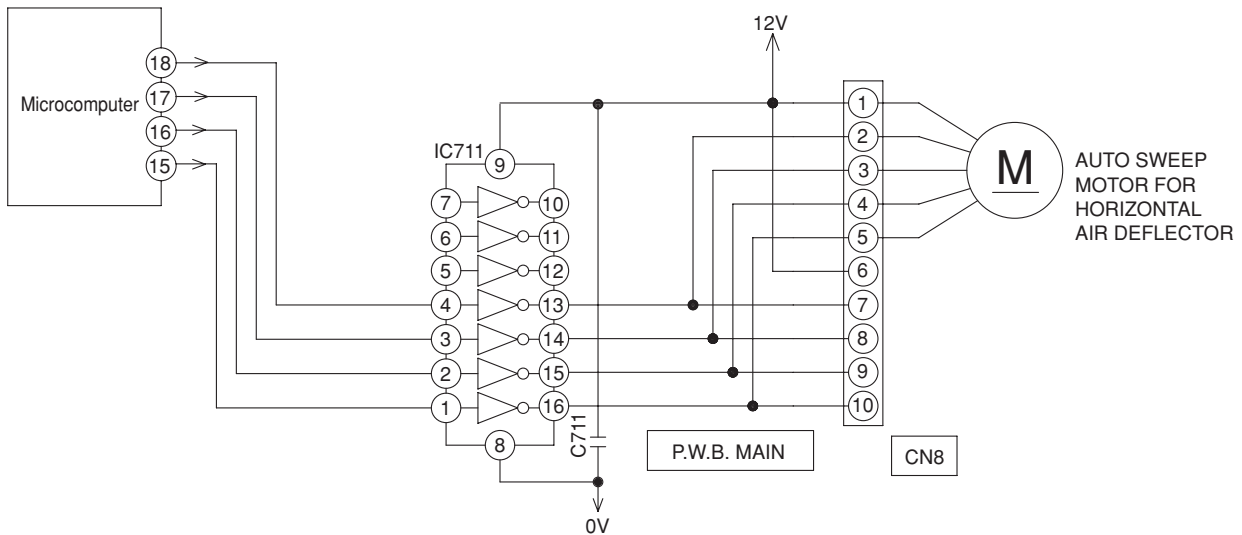 Microcomputer
18
17
16
15
IC711
9
7
6
5
4
3
2
1
10
11
12
13
14
15
16
8
C711
0V
12V
1
2
3
4
5
6
7
8
9
10
P.W.B. MAIN
CN8
M
AUTO SWEEP
MOTOR FOR
HORIZONTAL
AIR DEFLECTOR